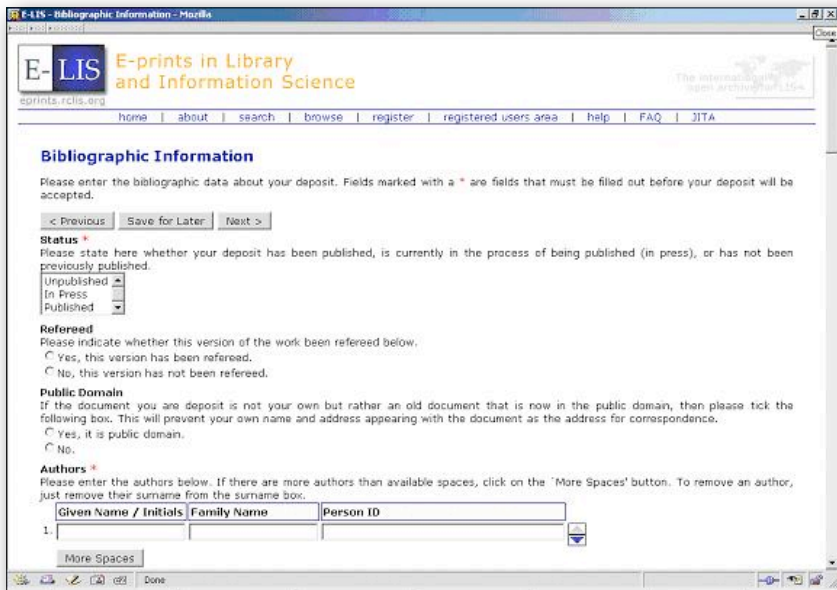 E-LIS - Bibliographic Information - Mozilla
Close
E-LIS
E-prints in Library
and Information Science
eprints.rclis.org
The international
open archive for LIS
home | about | search | browse | register | registered users area | help | FAQ | JITA
Bibliographic Information
Please enter the bibliographic data about your deposit. Fields marked with a * are fields that must be filled out before your deposit will be
accepted.
< Previous Save for Later Next >
Status *
Please state here whether your deposit has been published, is currently in the process of being published (in press), or has not been
previously published.
Unpublished
In Press
Published
Refereed
Please indicate whether this version of the work been refereed below.
Yes, this version has been refereed.
No, this version has not been refereed.
Public Domain
If the document you are deposit is not your own but rather an old document that is now in the public domain, then please tick the
following box. This will prevent your own name and address appearing with the document as the address for correspondence.
Yes, it is public domain.
No.
Authors *
Please enter the authors below. If there are more authors than available spaces, click on the `More Spaces' button. To remove an author,
just remove their surname from the surname box.
Given Name / Initials Family Name Person ID
1.
More Spaces
Done